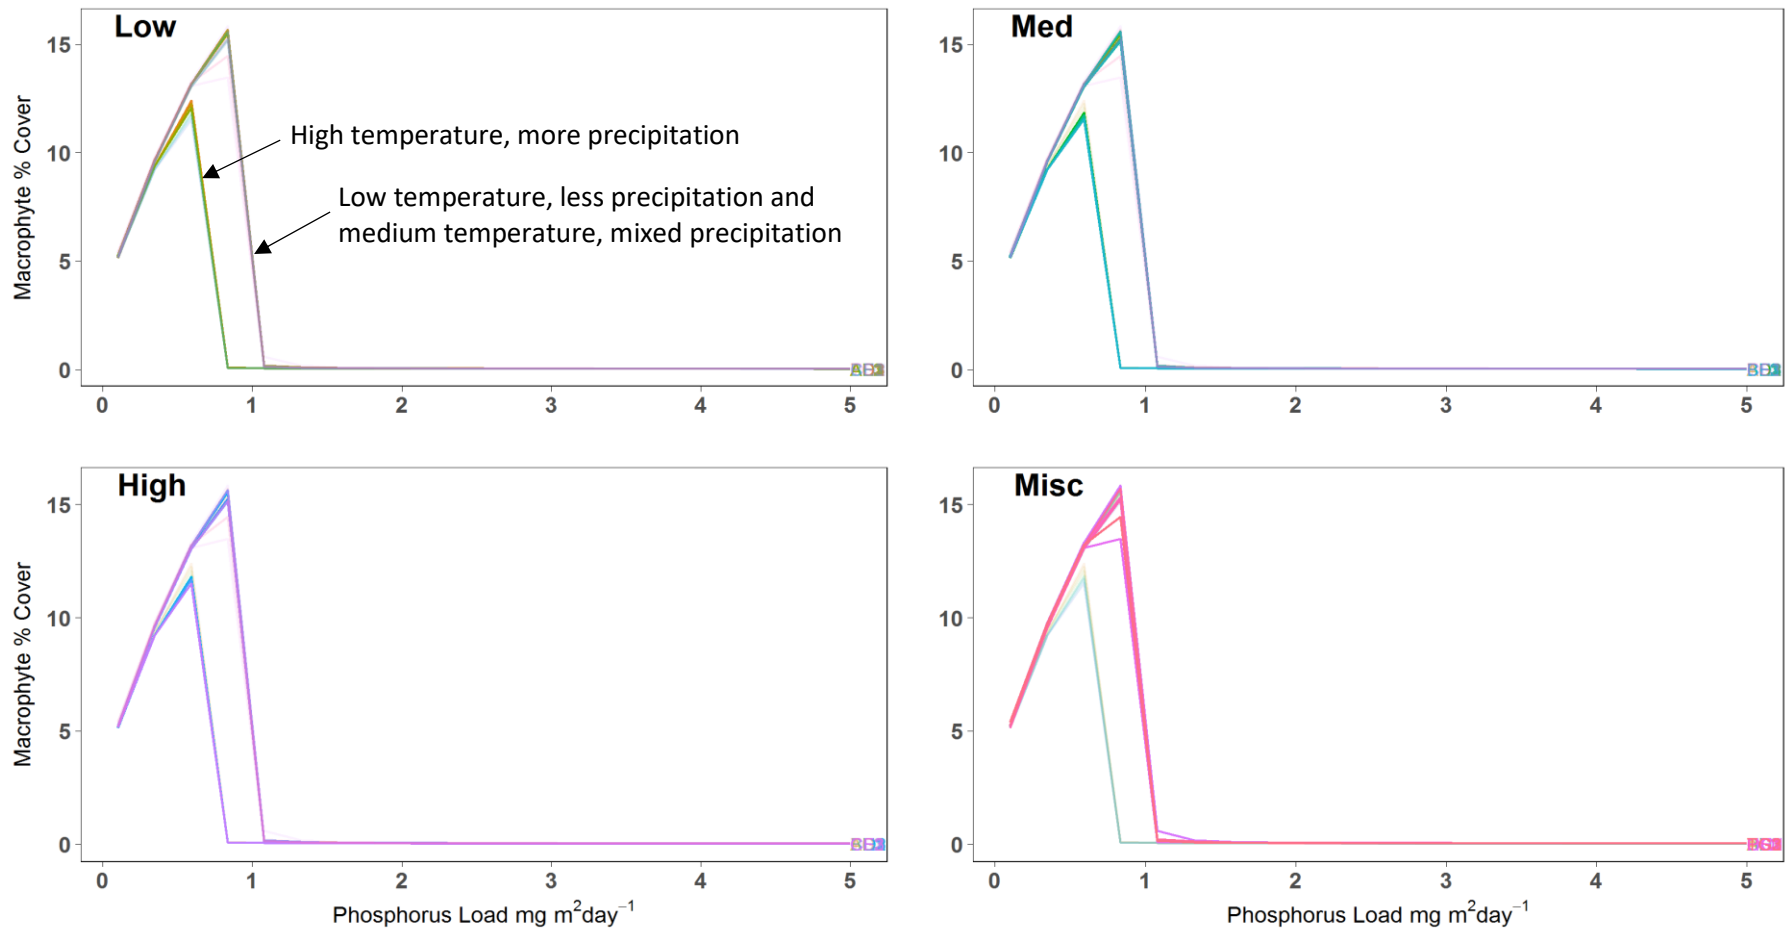 Low
Macrophyte % Cover
15
10
5
0
High temperature, more precipitation
Low temperature, less precipitation and
medium temperature, mixed precipitation
0 1 2 3 4 5
Med
15
10
5
0
0 1 2 3 4 5
High
Macrophyte % Cover
15
10
5
0
0 1 2 3 4 5
Phosphorus Load mg m²day⁻¹
Misc
15
10
5
0
0 1 2 3 4 5
Phosphorus Load mg m²day⁻¹